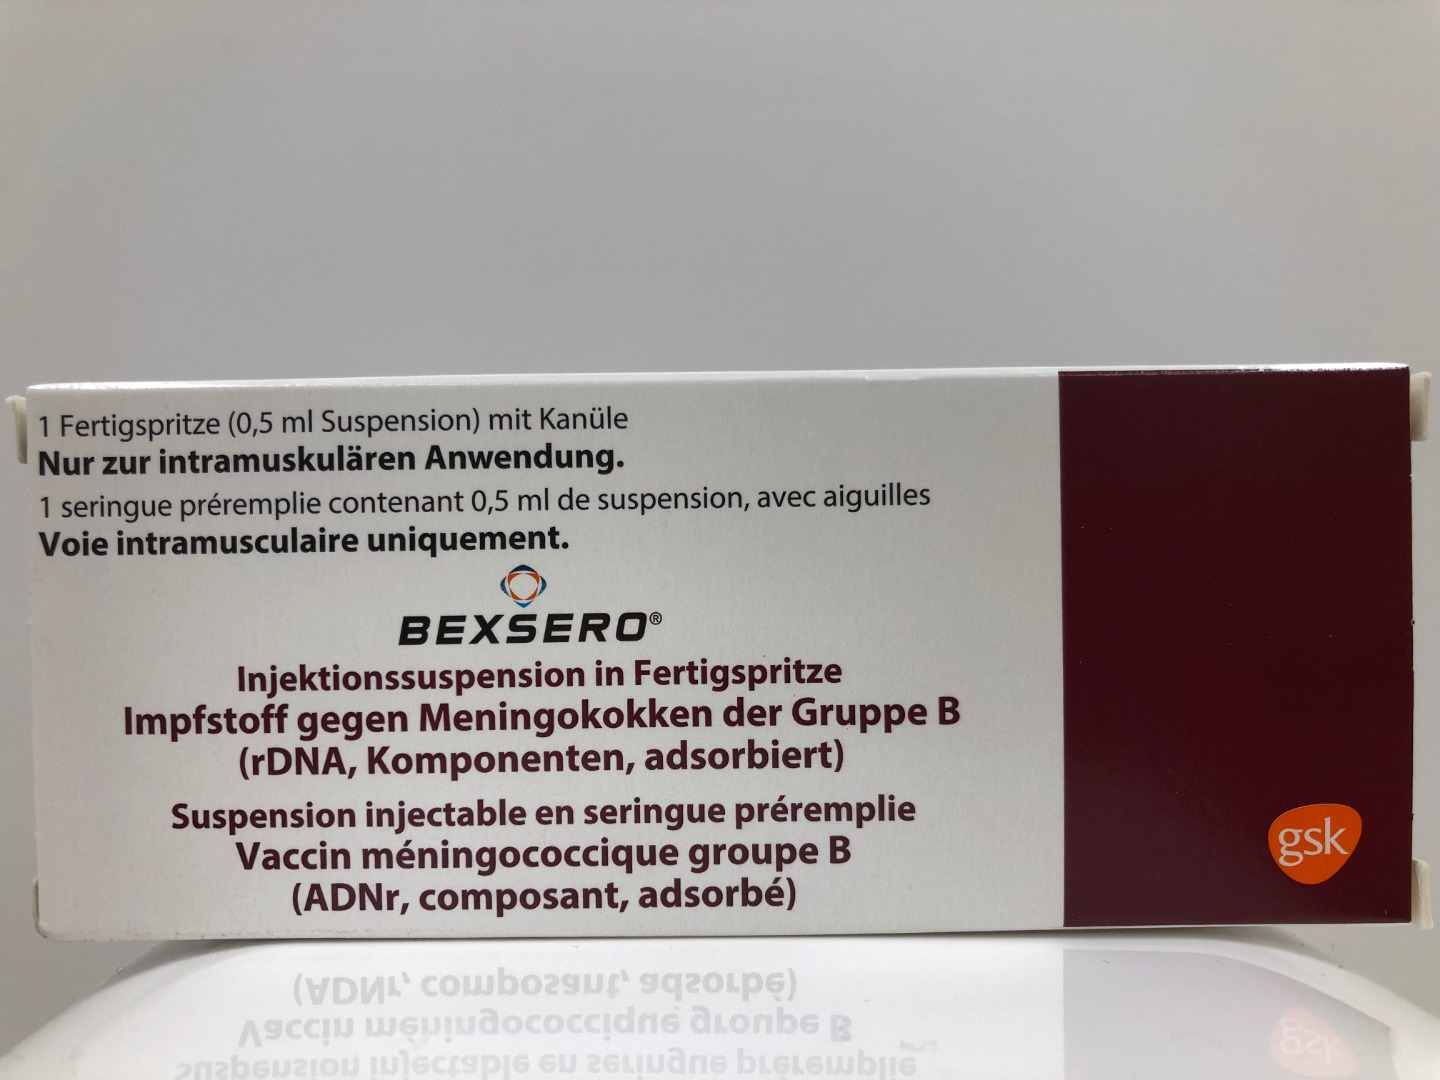 1 Fertigspritze (0,5 ml Suspension) mit Kanüle
Nur zur intramuskulären Anwendung.
1 seringue préremplie contenant 0,5 ml de suspension, avec aiguilles
Voie intramusculaire uniquement.
BEXSERO®
Injektionssuspension in Fertigspritze
Impfstoff gegen Meningokokken der Gruppe B
(rDNA, Komponenten, adsorbiert)
Suspension injectable en seringue préremplie
Vaccin méningococcique groupe B
(ADNr, composant, adsorbé)
gsk